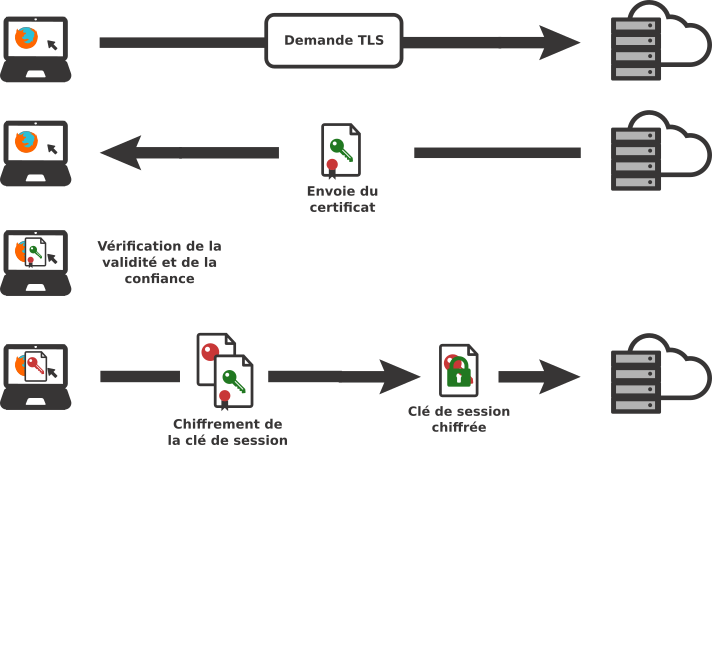 Demande TLS
Envoie du
certificat
Vérification de la
validité et de la
confiance
Chiffrement de
la clé de session
Clé de session
chiffrée